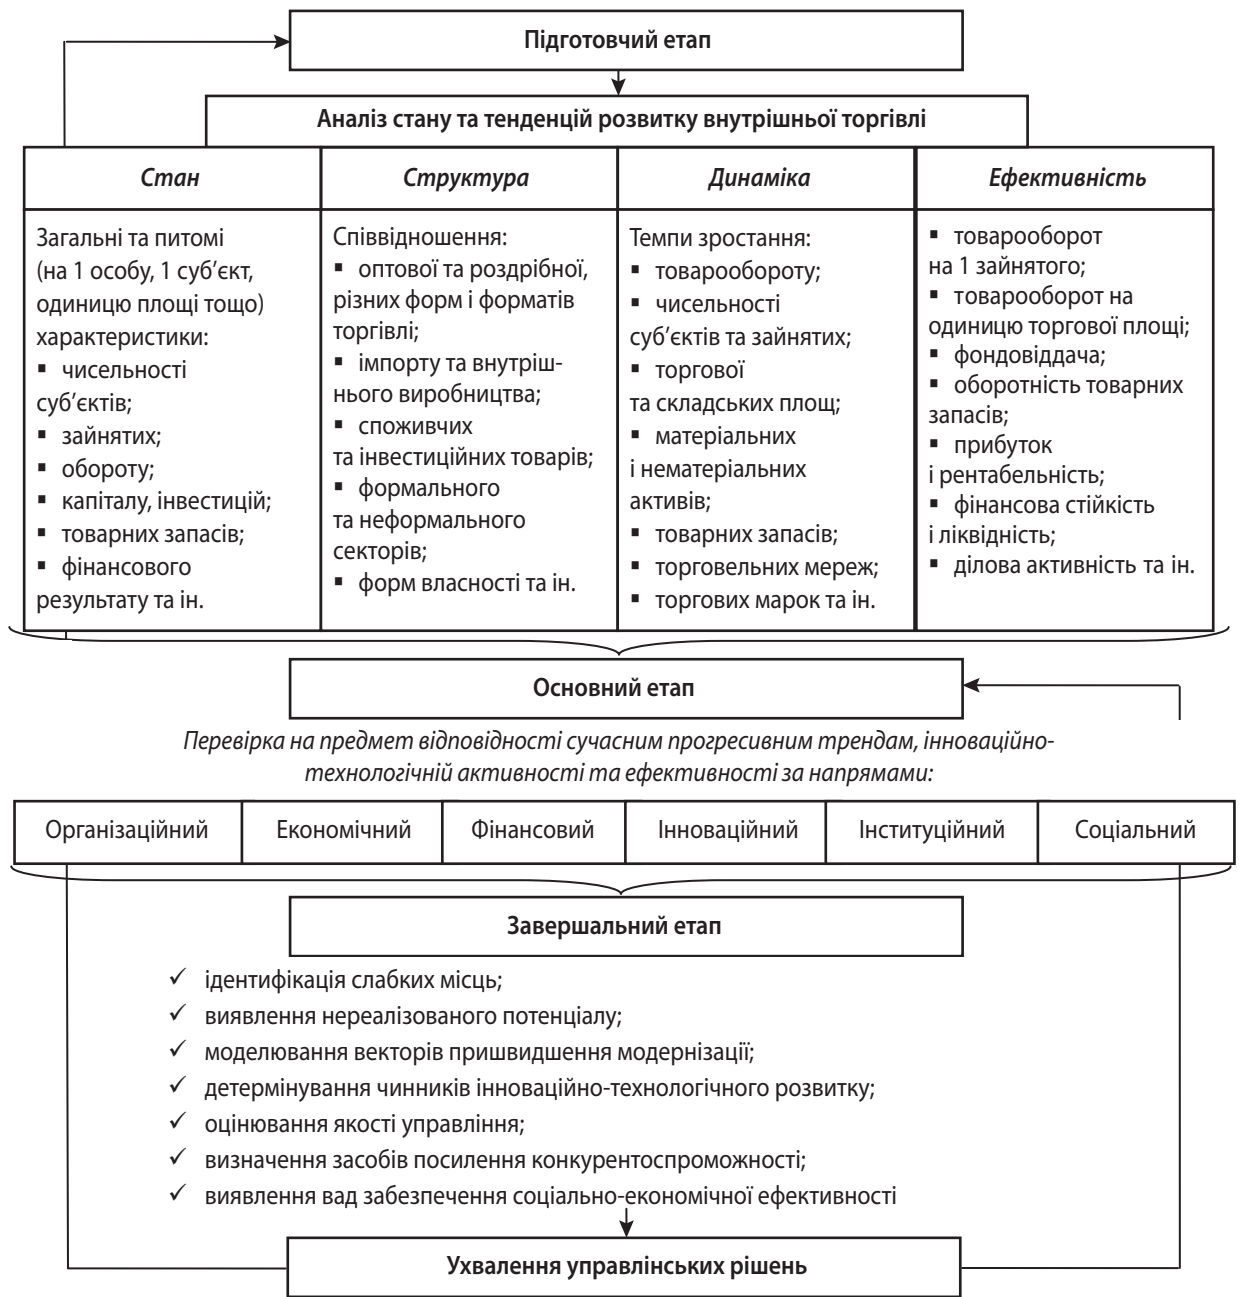 Підготовчий етап
Аналіз стану та тенденцій розвитку внутрішньої торгівлі
Стан
Загальні та питомі
(на 1 особу, 1 суб’єкт,
одиницю площі тощо)
характеристики:
▪ чисельності
суб’єктів;
▪ зайнятих;
▪ обороту;
▪ капіталу, інвестицій;
▪ товарних запасів;
▪ фінансового
результату та ін.
Структура
Співвідношення:
▪ оптової та роздрібної,
різних форм і форматів
торгівлі;
▪ імпорту та внутріш-
нього виробництва;
▪ споживчих
та інвестиційних товарів;
▪ формального
та неформального
секторів;
▪ форм власності та ін.
Динаміка
Темпи зростання:
▪ товарообороту;
▪ чисельності
суб’єктів та зайнятих;
▪ торгової
та складських площ;
▪ матеріальних
і нематеріальних
активів;
▪ товарних запасів;
▪ торговельних мереж;
▪ торгових марок та ін.
Ефективність
▪ товарооборот
на 1 зайнятого;
▪ товарооборот на
одиницю торгової площі;
▪ фондовіддача;
▪ оборотність товарних
запасів;
▪ прибуток
і рентабельність;
▪ фінансова стійкість
і ліквідність;
▪ ділова активність та ін.
Основний етап
Перевірка на предмет відповідності сучасним прогресивним трендам, інноваційно-
технологічній активності та ефективності за напрямами:
Організаційний
Економічний
Фінансовий
Інноваційний
Інституційний
Соціальний
Завершальний етап
✓ ідентифікація слабких місць;
✓ виявлення нереалізованого потенціалу;
✓ моделювання векторів пришвидшення модернізації;
✓ детермінування чинників інноваційно-технологічного розвитку;
✓ оцінювання якості управління;
✓ визначення засобів посилення конкурентоспроможності;
✓ виявлення вад забезпечення соціально-економічної ефективності
Ухвалення управлінських рішень